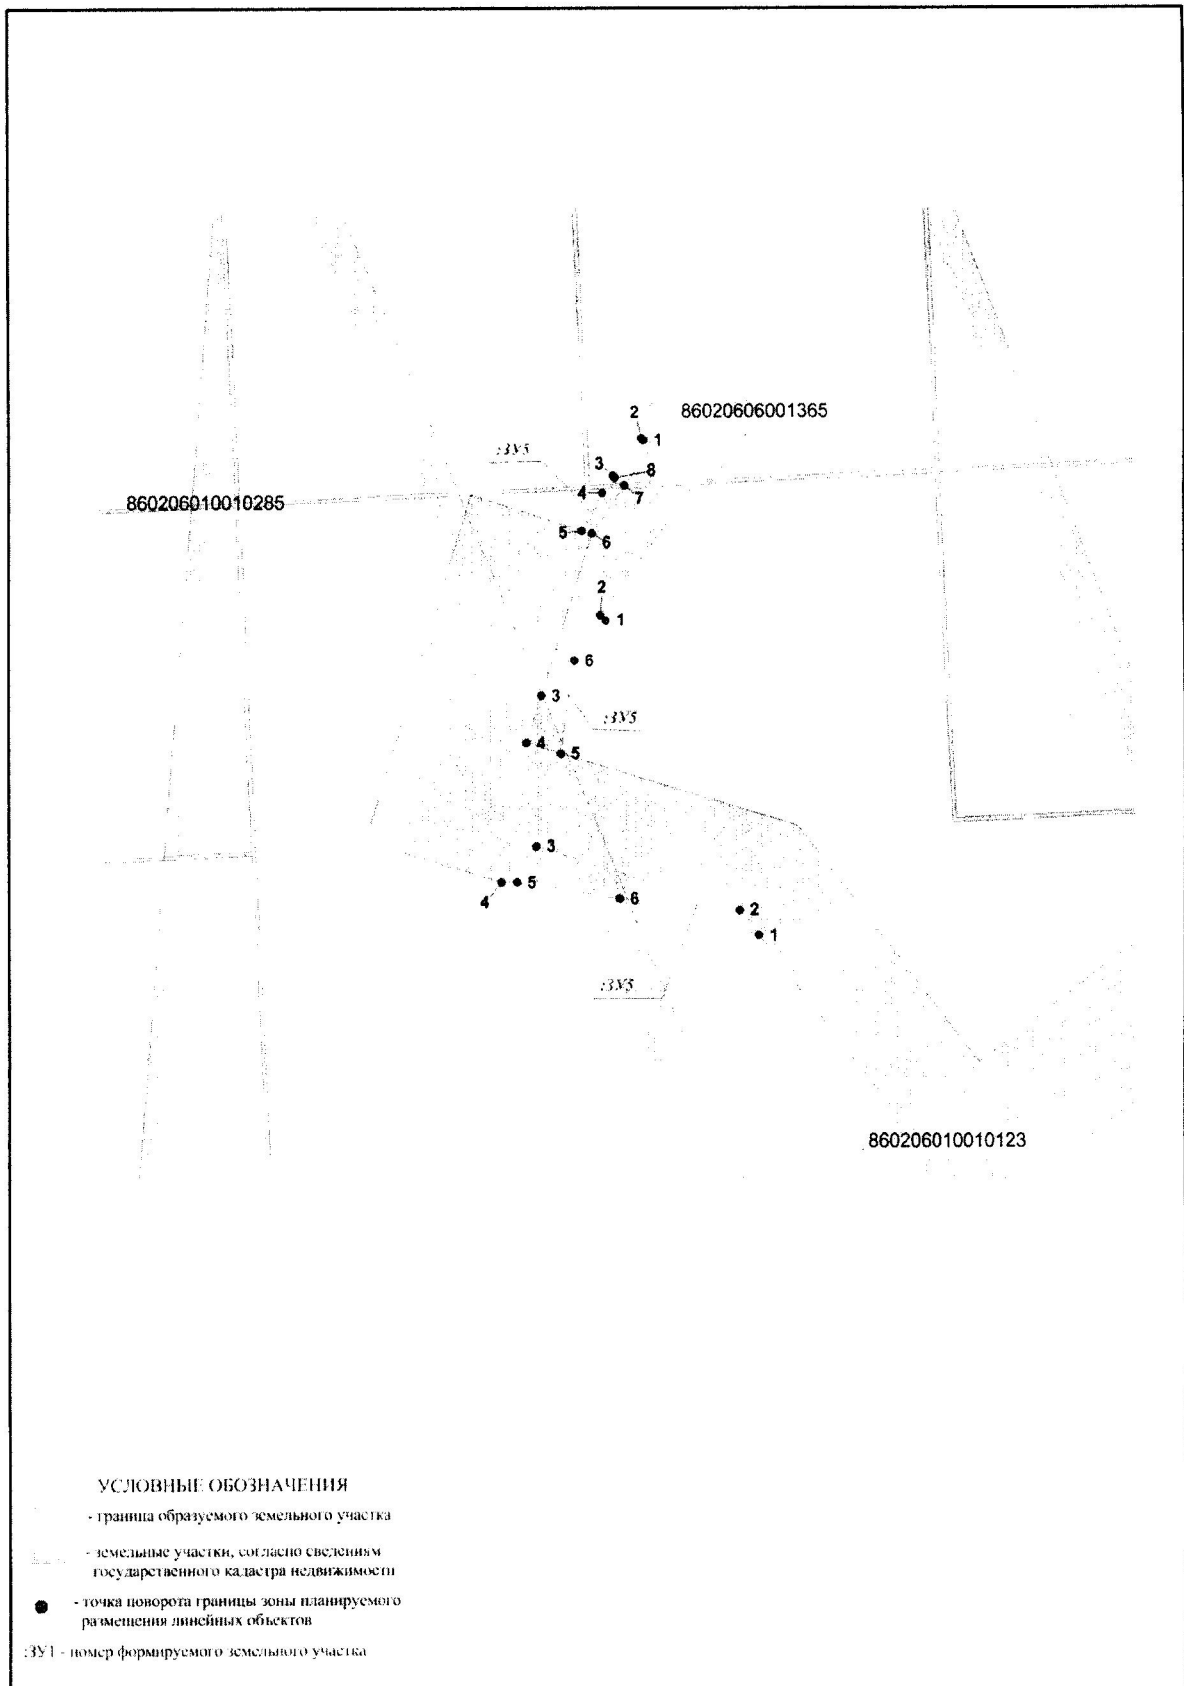 2
86020606001365
1
:ЗУ5
3
8
4
7
860206010010285
5
6
2
1
6
3
:ЗУ5
4
5
3
5
4
6
2
1
:ЗУ5
860206010010123
УСЛОВНЫЕ ОБОЗНАЧЕНИЯ
- граница образуемого земельного участка
- земельные участки, согласно сведениям
государственного кадастра недвижимости
- точка поворота границы зоны планируемого
размещения линейных объектов
:ЗУ1 - номер формируемого земельного участка